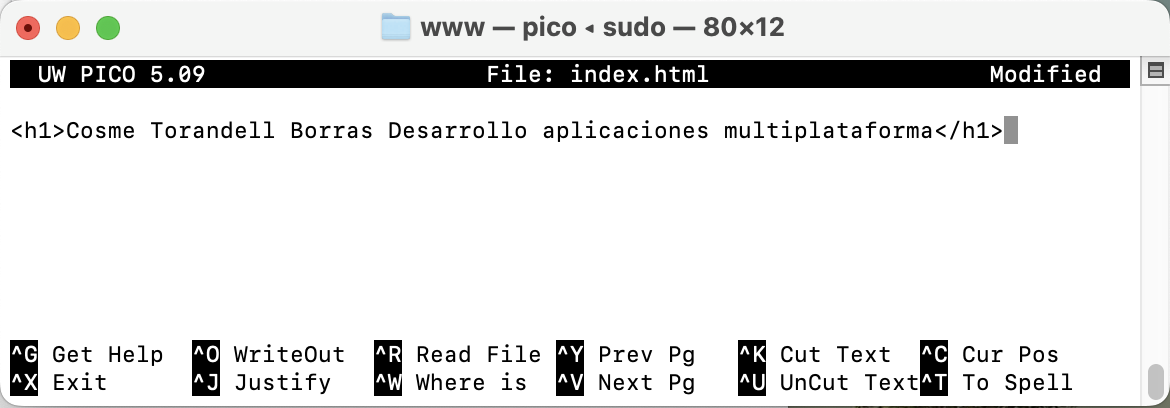 www — pico ◂ sudo — 80×12
UW PICO 5.09 File: index.html Modified
<h1>Cosme Torandell Borras Desarrollo aplicaciones multiplataforma</h1>
^G Get Help ^O WriteOut ^R Read File ^Y Prev Pg ^K Cut Text ^C Cur Pos
^X Exit ^J Justify ^W Where is ^V Next Pg ^U UnCut Text^T To Spell